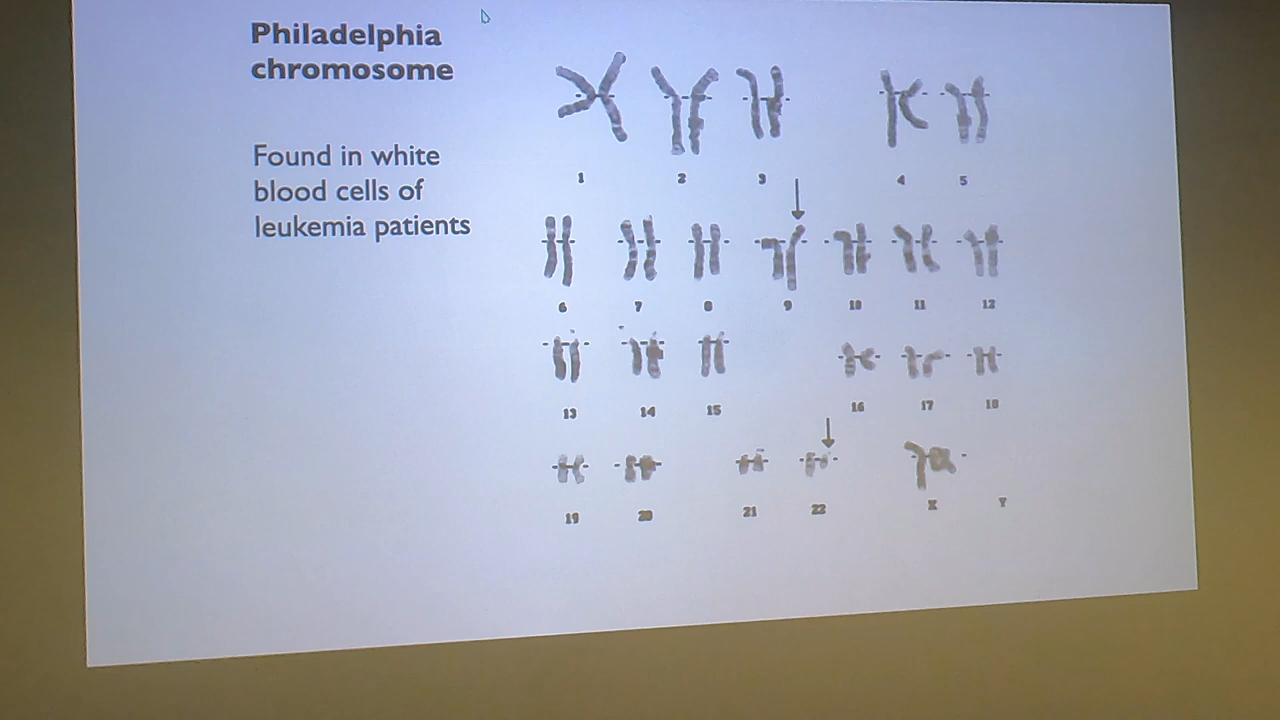 Philadelphia
chromosome
Found in white
blood cells of
leukemia patients
1 2 3 4 5
6 7 8 9 10 11 12
13 14 15 16 17 18
19 20 21 22 X Y